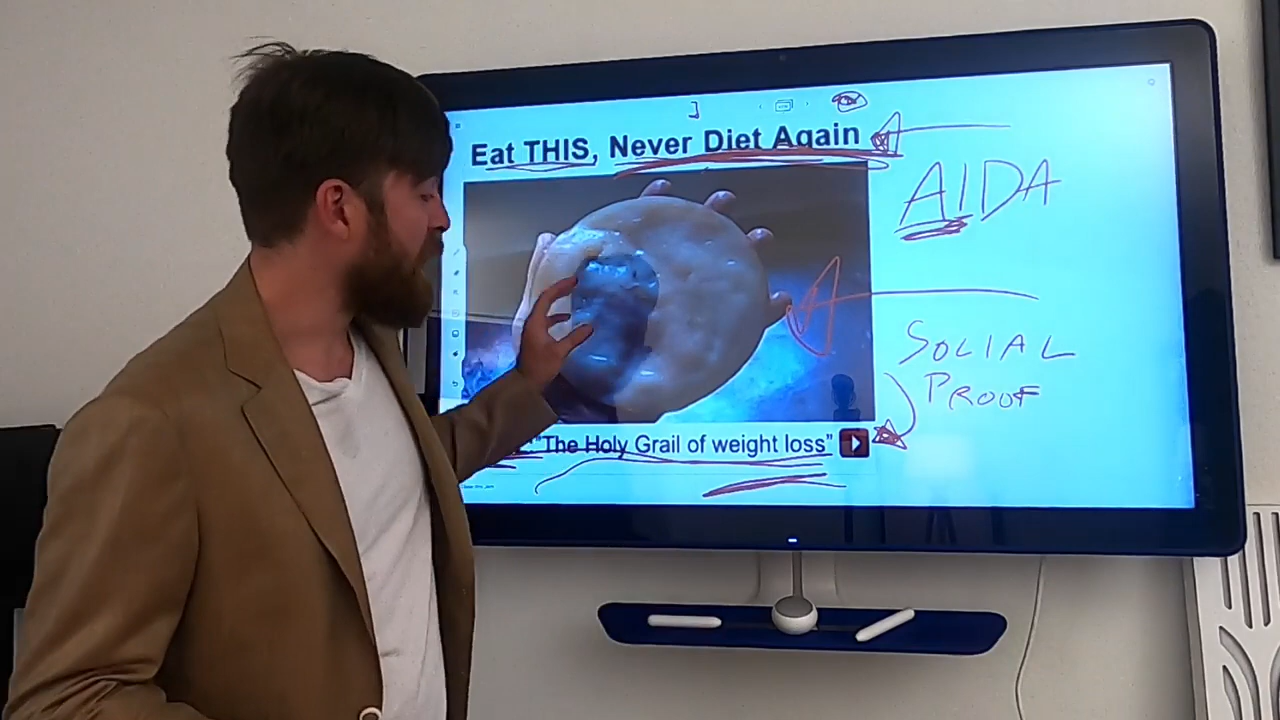 Eat THIS, Never Diet Again
AIDA
SOCIAL
PROOF
"The Holy Grail of weight loss"